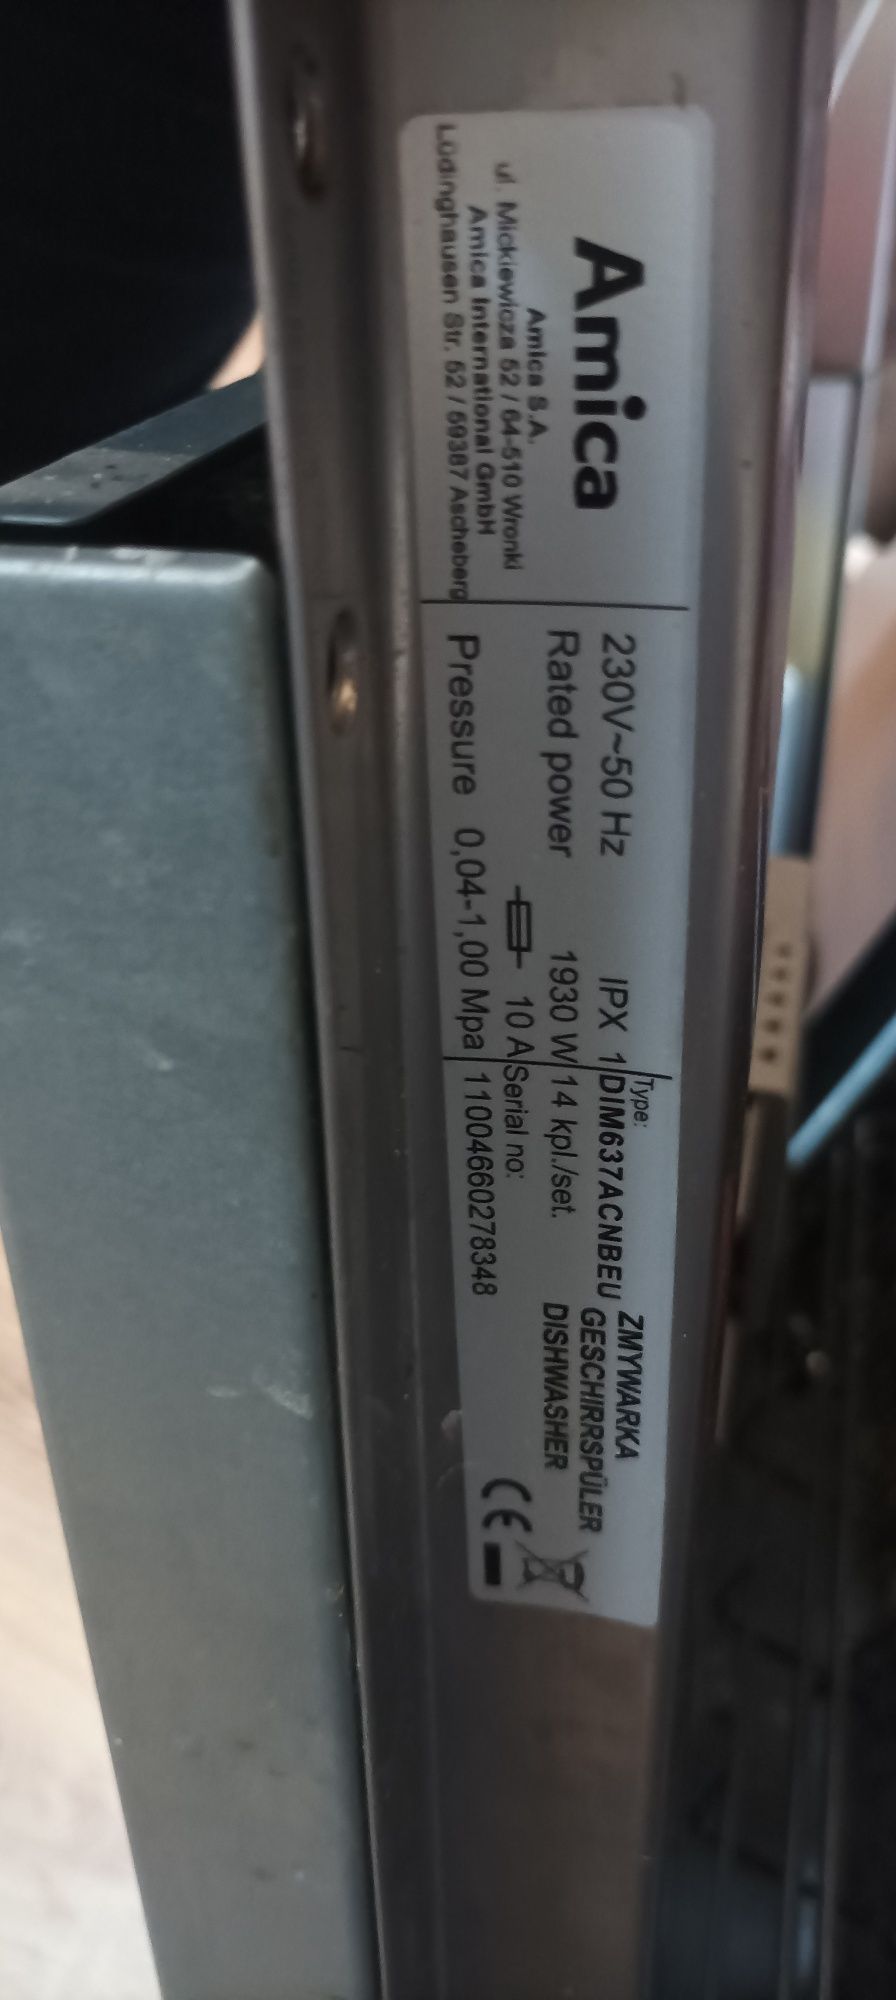 Amica
Amica S.A.
ul. Mickiewicza 52 / 64-510 Wronki
Amica International GmbH
Lüdinghausen Str. 52 / 59387 Ascheberg
230V~50 Hz IPX 1
Rated power 1930 W
10 A
Pressure 0,04-1,00 Mpa
Type:
DIM637ACNBEU
14 kpl./set.
Serial no:
11004660278348
ZMYWARKA
GESCHIRRSPÜLER
DISHWASHER
CE